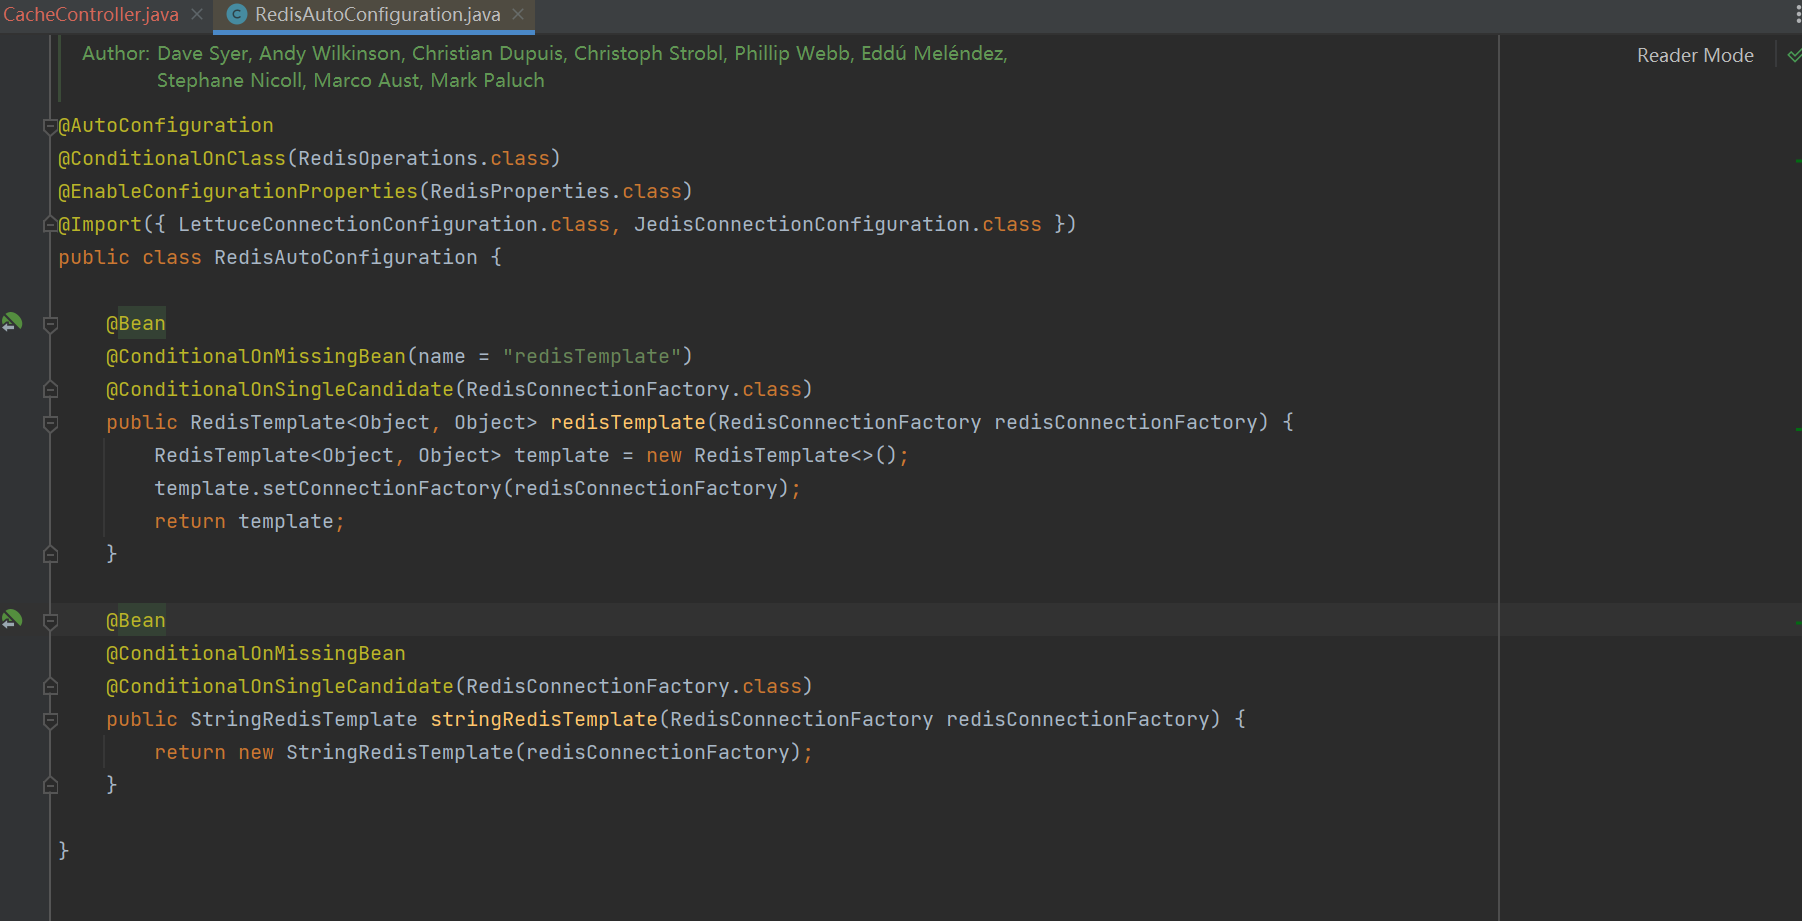 CacheController.java
RedisAutoConfiguration.java
Author: Dave Syer, Andy Wilkinson, Christian Dupuis, Christoph Strobl, Phillip Webb, Eddú Meléndez,
Stephane Nicoll, Marco Aust, Mark Paluch
Reader Mode
@AutoConfiguration
@ConditionalOnClass(RedisOperations.class)
@EnableConfigurationProperties(RedisProperties.class)
@Import({ LettuceConnectionConfiguration.class, JedisConnectionConfiguration.class })
public class RedisAutoConfiguration {
@Bean
@ConditionalOnMissingBean(name = "redisTemplate")
@ConditionalOnSingleCandidate(RedisConnectionFactory.class)
public RedisTemplate<Object, Object> redisTemplate(RedisConnectionFactory redisConnectionFactory) {
RedisTemplate<Object, Object> template = new RedisTemplate<>();
template.setConnectionFactory(redisConnectionFactory);
return template;
}
@Bean
@ConditionalOnMissingBean
@ConditionalOnSingleCandidate(RedisConnectionFactory.class)
public StringRedisTemplate stringRedisTemplate(RedisConnectionFactory redisConnectionFactory) {
return new StringRedisTemplate(redisConnectionFactory);
}
}